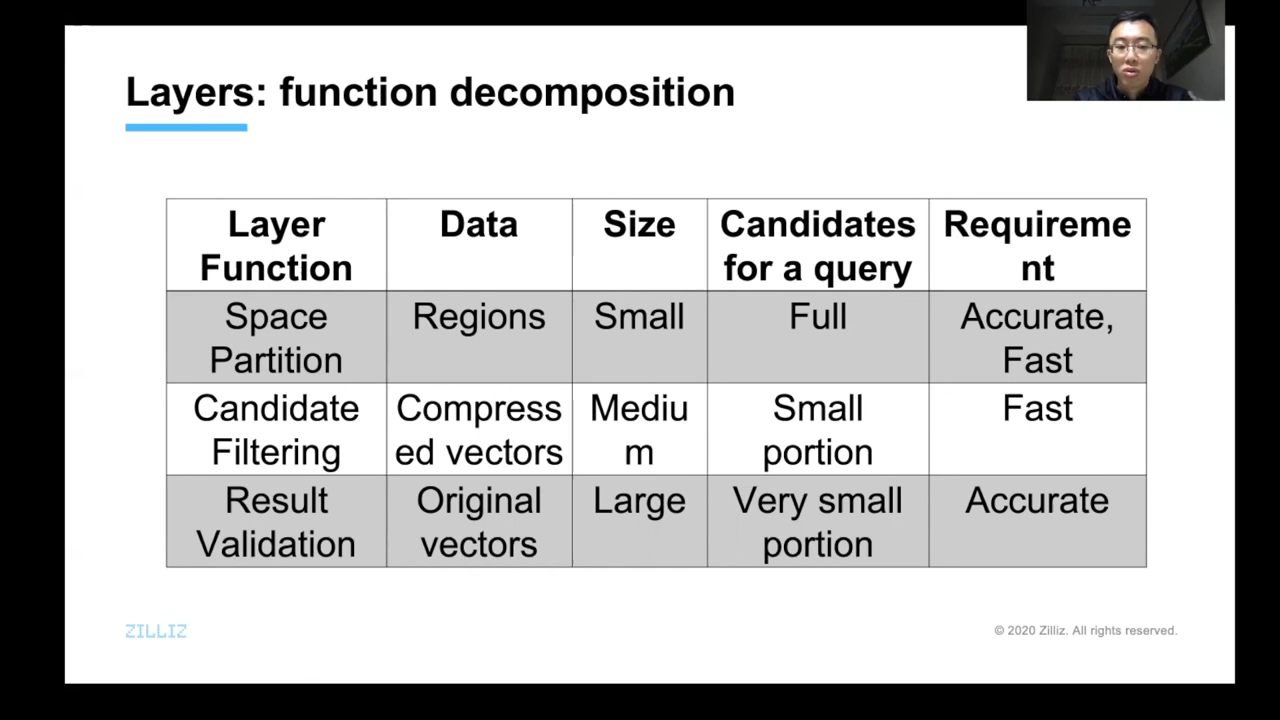 Layers: function decomposition
Layer
Function
Data
Size
Candidates
for a query
Requireme
nt
Space
Partition
Regions
Small
Full
Accurate,
Fast
Candidate
Filtering
Compress
ed vectors
Mediu
m
Small
portion
Fast
Result
Validation
Original
vectors
Large
Very small
portion
Accurate
ZILLIZ
© 2020 Zilliz. All rights reserved.